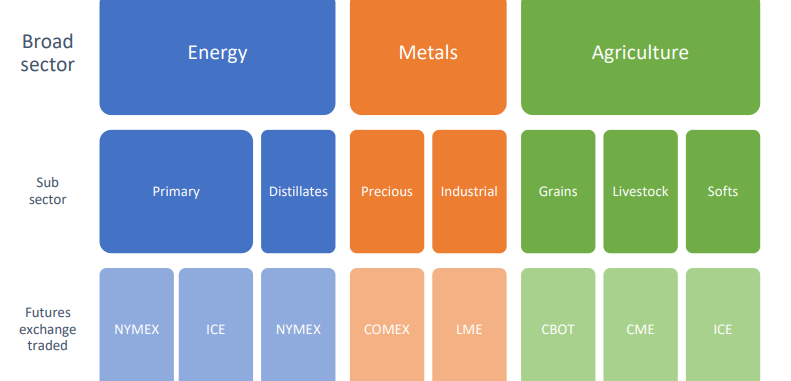 Broad
sector
Energy
Metals
Agriculture
Sub
sector
Primary
Distillates
Precious
Industrial
Grains
Livestock
Softs
Futures
exchange
traded
NYMEX
ICE
NYMEX
COMEX
LME
CBOT
CME
ICE